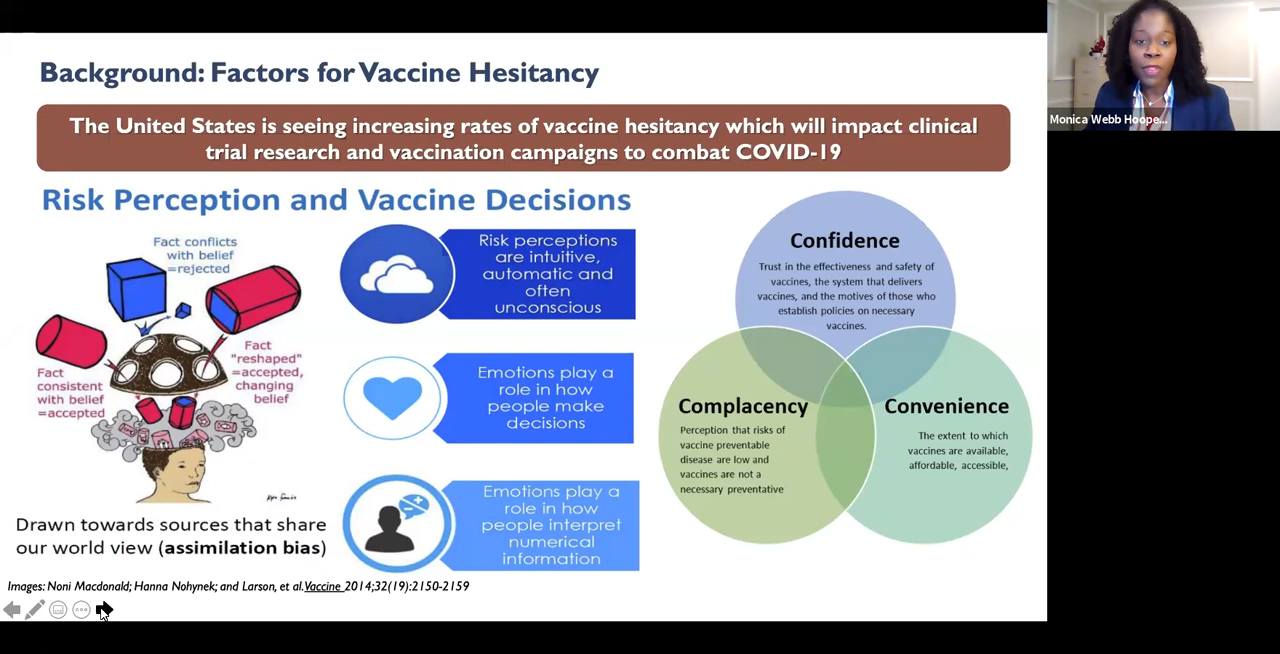 Background: Factors for Vaccine Hesitancy
The United States is seeing increasing rates of vaccine hesitancy which will impact clinical
trial research and vaccination campaigns to combat COVID-19
Risk Perception and Vaccine Decisions
Fact conflicts
with belief
=rejected
Fact
consistent
with belief
=accepted
Fact
"reshaped"
=accepted,
changing
belief
Drawn towards sources that share
our world view (assimilation bias)
Risk perceptions
are intuitive,
automatic and
often
unconscious
Emotions play a
role in how
people make
decisions
Emotions play a
role in how
people interpret
numerical
information
Confidence
Trust in the effectiveness and safety of
vaccines, the system that delivers
vaccines, and the motives of those who
establish policies on necessary
vaccines.
Complacency
Perception that risks of
vaccine preventable
disease are low and
vaccines are not a
necessary preventative
Convenience
The extent to which
vaccines are available,
affordable, accessible,
Images: Noni Macdonald; Hanna Nohynek; and Larson, et al. Vaccine 2014;32(19):2150-2159
Monica Webb Hoope...